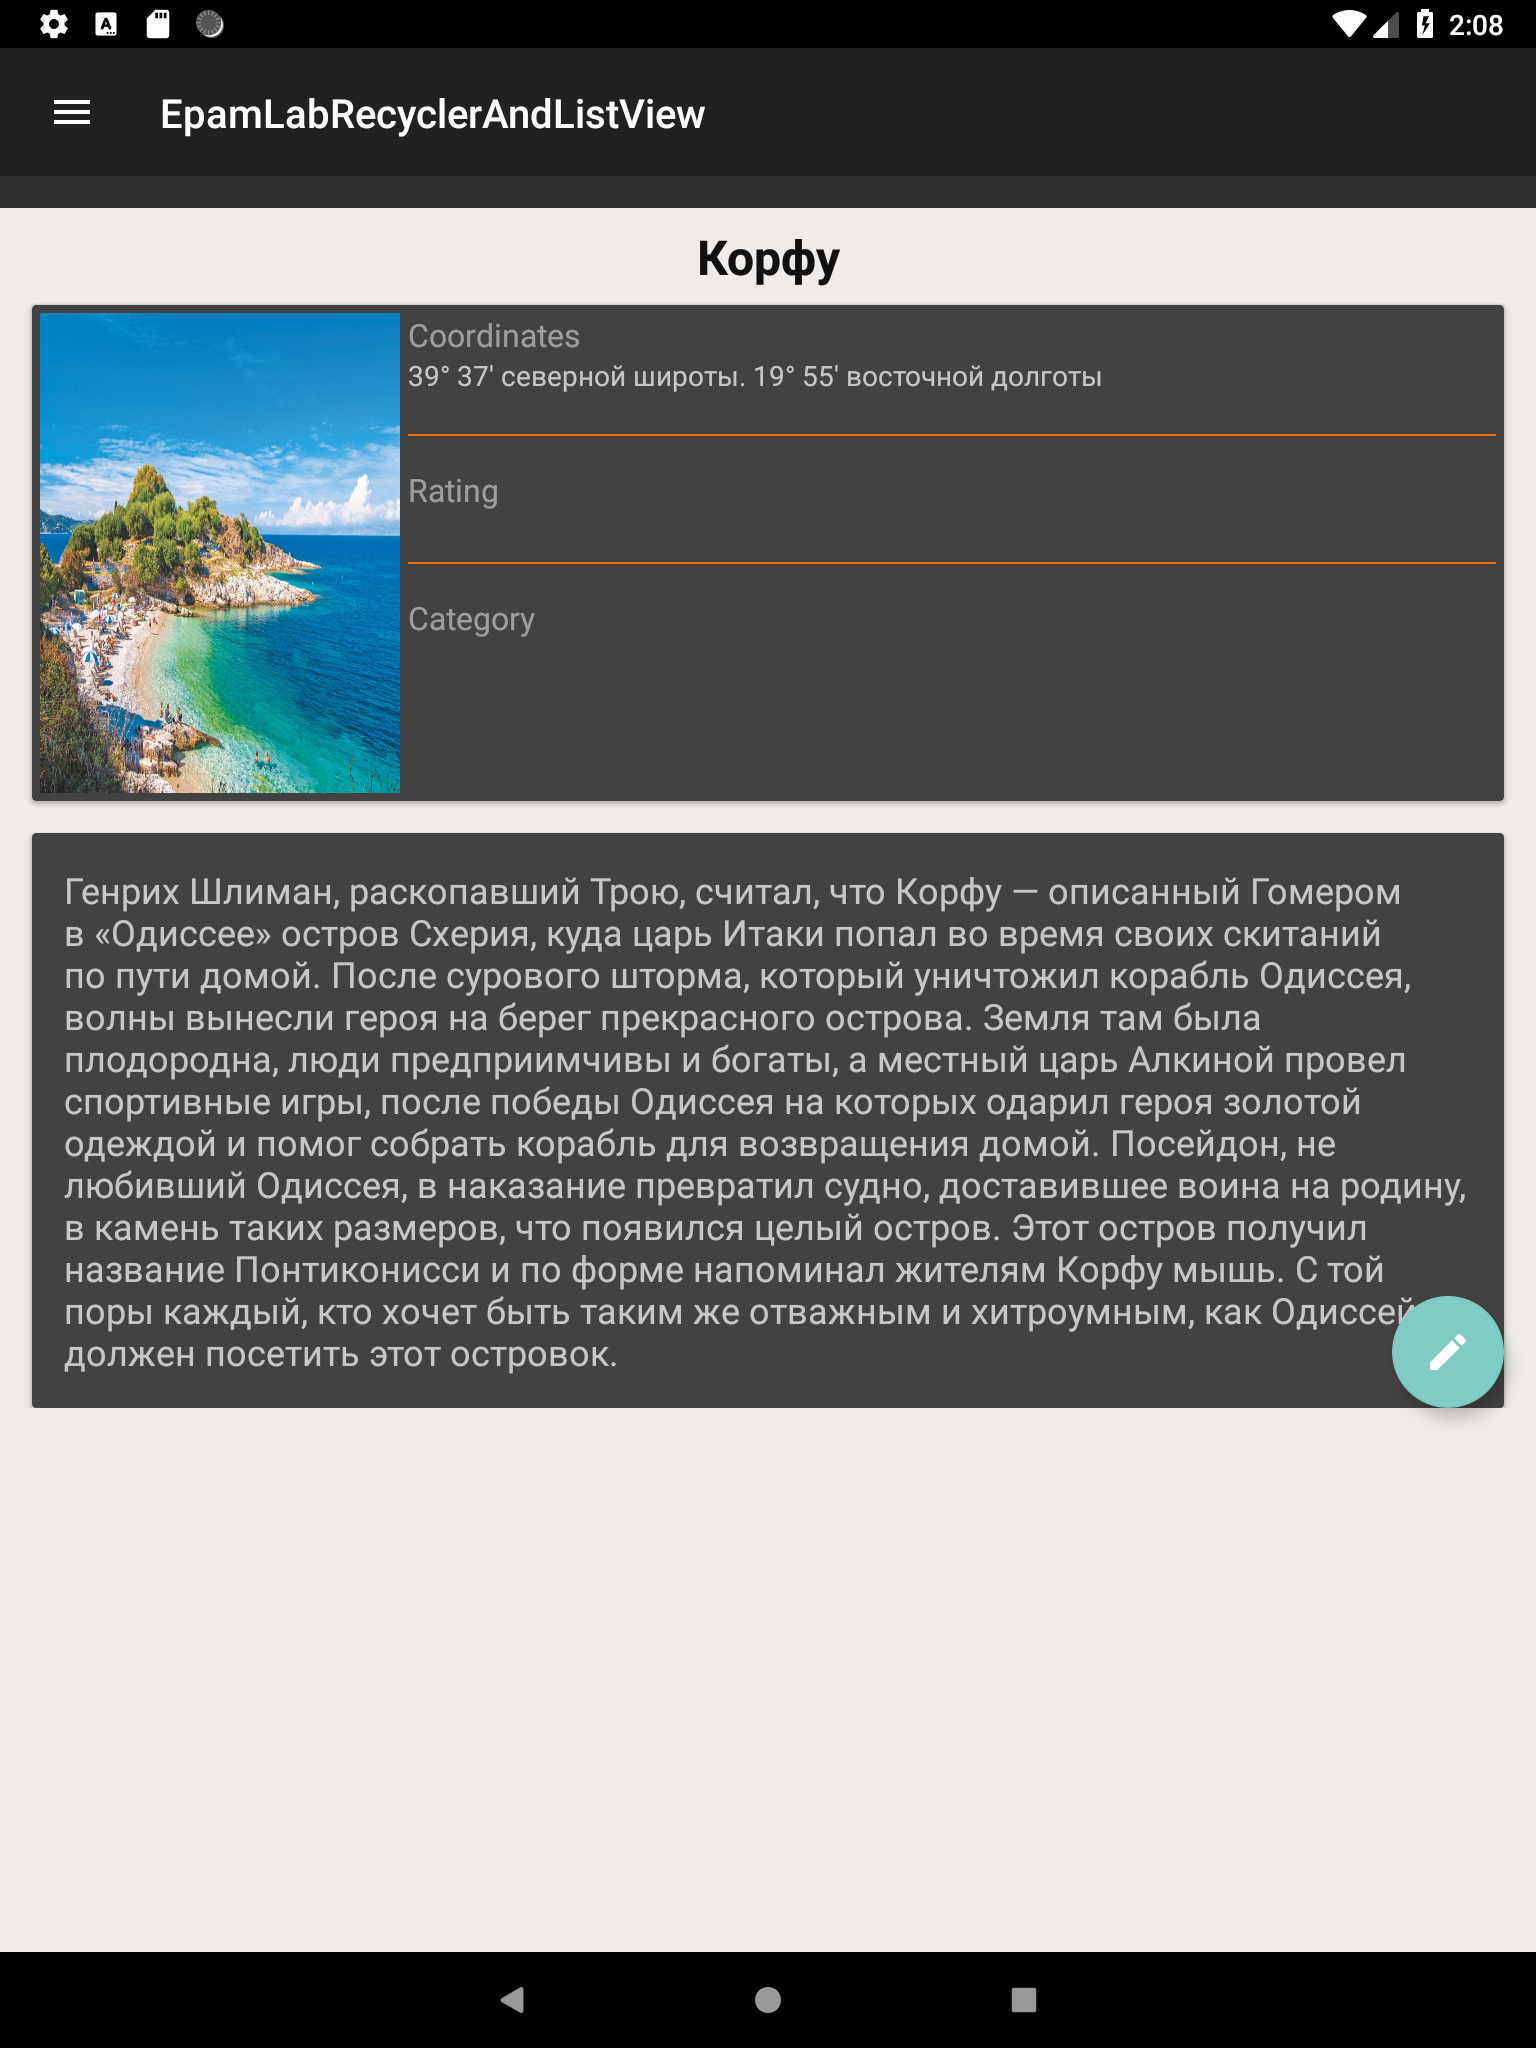 2:08
EpamLabRecyclerAndListView
Корфу
Coordinates
39° 37' северной широты. 19° 55' восточной долготы
Rating
Category
Генрих Шлиман, раскопавший Трою, считал, что Корфу — описанный Гомером
в «Одиссее» остров Схерия, куда царь Итаки попал во время своих скитаний
по пути домой. После сурового шторма, который уничтожил корабль Одиссея,
волны вынесли героя на берег прекрасного острова. Земля там была
плодородна, люди предприимчивы и богаты, а местный царь Алкиной провел
спортивные игры, после победы Одиссея на которых одарил героя золотой
одеждой и помог собрать корабль для возвращения домой. Посейдон, не
любивший Одиссея, в наказание превратил судно, доставившее воина на родину,
в камень таких размеров, что появился целый остров. Этот остров получил
название Понтиконисси и по форме напоминал жителям Корфу мышь. С той
поры каждый, кто хочет быть таким же отважным и хитроумным, как Одиссей
должен посетить этот островок.